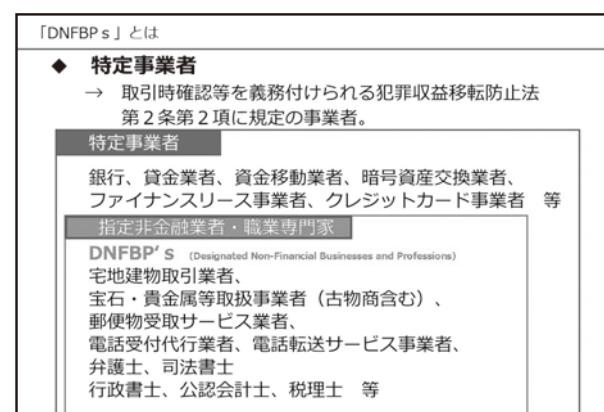 「DNFBPｓ」とは
◆ 特定事業者
→ 取引時確認等を義務付けられる犯罪収益移転防止法
第２条第２項に規定の事業者。
特定事業者
銀行、貸金業者、資金移動業者、暗号資産交換業者、
ファイナンスリース事業者、クレジットカード事業者　等
指定非金融業者・職業専門家
DNFBP’ｓ (Designated Non-Financial Businesses and Professions)
宅地建物取引業者、
宝石・貴金属等取扱事業者（古物商含む）、
郵便物受取サービス業者、
電話受付代行業者、電話転送サービス事業者、
弁護士、司法書士
行政書士、公認会計士、税理士　等